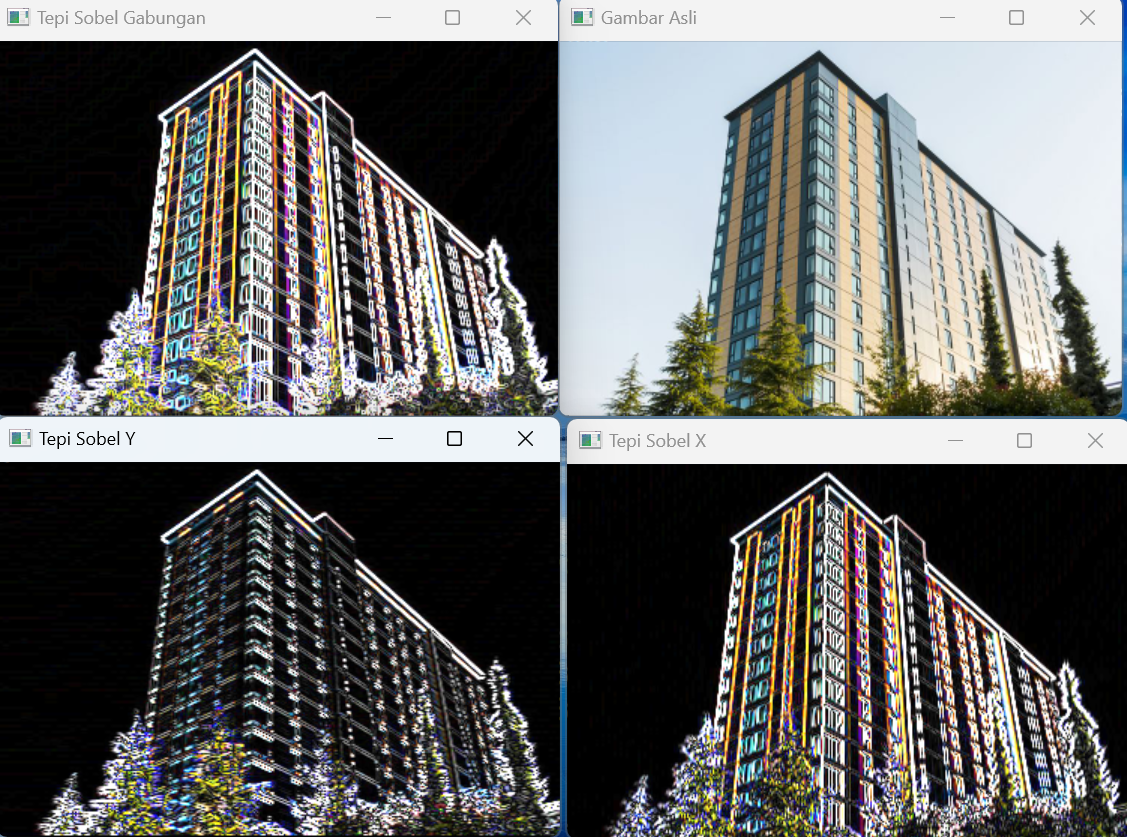 Tepi Sobel Gabungan
Gambar Asli
Tepi Sobel Y
Tepi Sobel X